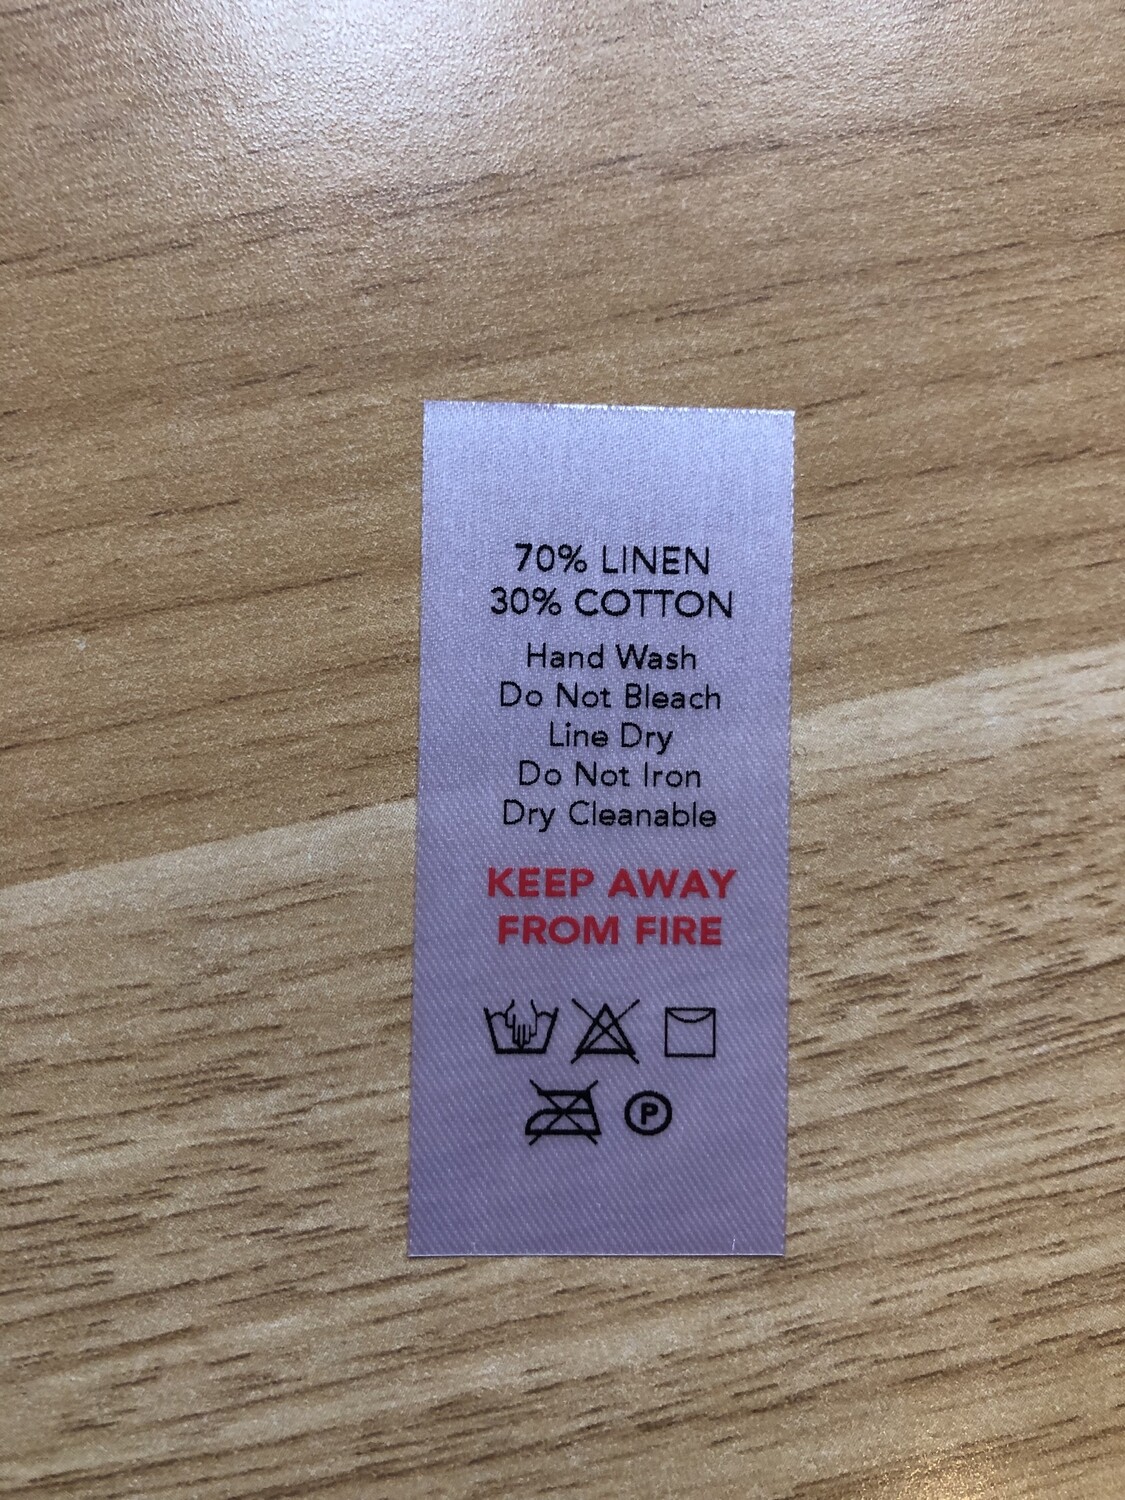 70% LINEN
30% COTTON
Hand Wash
Do Not Bleach
Line Dry
Do Not Iron
Dry Cleanable
KEEP AWAY
FROM FIRE
P